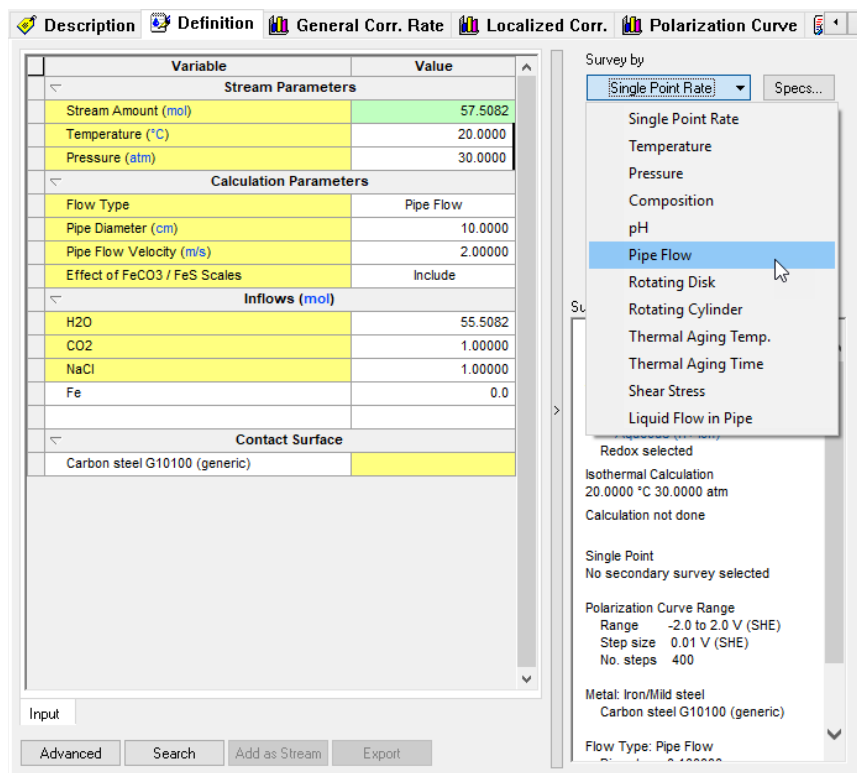 Description Definition General Corr. Rate Localized Corr. Polarization Curve
Variable Value
Stream Parameters
Stream Amount (mol) 57.5082
Temperature (°C) 20.0000
Pressure (atm) 30.0000
Calculation Parameters
Flow Type Pipe Flow
Pipe Diameter (cm) 10.0000
Pipe Flow Velocity (m/s) 2.00000
Effect of FeCO3 / FeS Scales Include
Inflows (mol)
H2O 55.5082
CO2 1.00000
NaCl 1.00000
Fe 0.0
Contact Surface
Carbon steel G10100 (generic)
Input
Advanced Search Add as Stream Export
Survey by
Single Point Rate Specs...
Single Point Rate
Temperature
Pressure
Composition
pH
Pipe Flow
Rotating Disk
Rotating Cylinder
Thermal Aging Temp.
Thermal Aging Time
Shear Stress
Liquid Flow in Pipe
Su
Redox selected
Isothermal Calculation
20.0000 °C 30.0000 atm
Calculation not done
Single Point
No secondary survey selected
Polarization Curve Range
Range -2.0 to 2.0 V (SHE)
Step size 0.01 V (SHE)
No. steps 400
Metal: Iron/Mild steel
Carbon steel G10100 (generic)
Flow Type: Pipe Flow